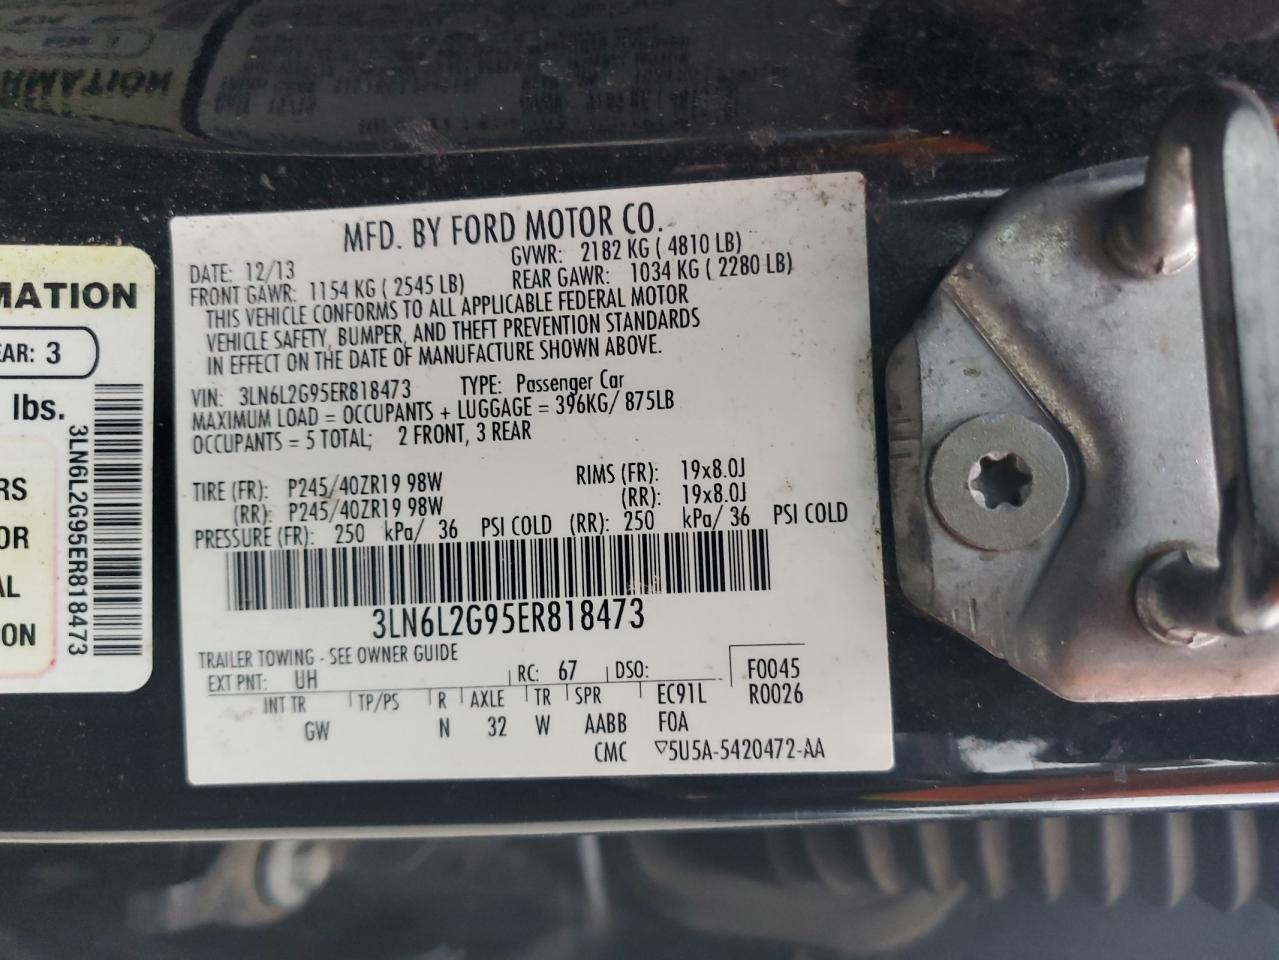 MATION
EAR: 3
lbs.
RS
OR
AL
ON
3LN6L2G95ER818473
MFD. BY FORD MOTOR CO.
DATE: 12/13 GVWR: 2182 KG ( 4810 LB)
FRONT GAWR: 1154 KG ( 2545 LB) REAR GAWR: 1034 KG ( 2280 LB)
THIS VEHICLE CONFORMS TO ALL APPLICABLE FEDERAL MOTOR
VEHICLE SAFETY, BUMPER, AND THEFT PREVENTION STANDARDS
IN EFFECT ON THE DATE OF MANUFACTURE SHOWN ABOVE.
VIN: 3LN6L2G95ER818473 TYPE: Passenger Car
MAXIMUM LOAD = OCCUPANTS + LUGGAGE = 396KG/ 875LB
OCCUPANTS = 5 TOTAL; 2 FRONT, 3 REAR
TIRE (FR): P245/40ZR19 98W RIMS (FR): 19x8.0J
(RR): P245/40ZR19 98W (RR): 19x8.0J
PRESSURE (FR): 250 kPa/ 36 PSI COLD (RR): 250 kPa/ 36 PSI COLD
3LN6L2G95ER818473
TRAILER TOWING - SEE OWNER GUIDE
EXT PNT: UH RC: 67 DSO: F0045
INT TR TP/PS R AXLE TR SPR EC91L R0026
GW N 32 W AABB F0A
CMC ▽5U5A-5420472-AA